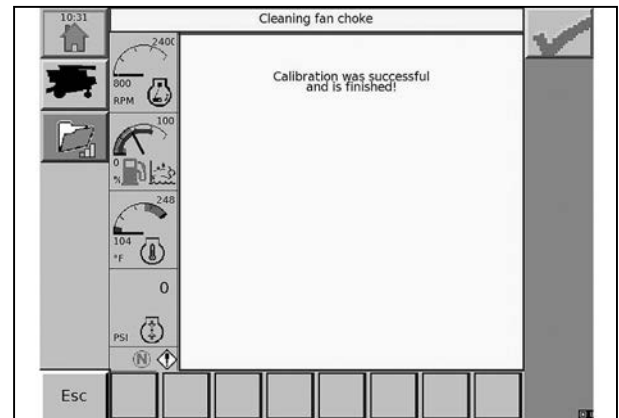 10:31
Cleaning fan choke
2400
800
RPM
Calibration was successful
and is finished!
100
0
%
248
104
°F
0
PSI
N
Esc